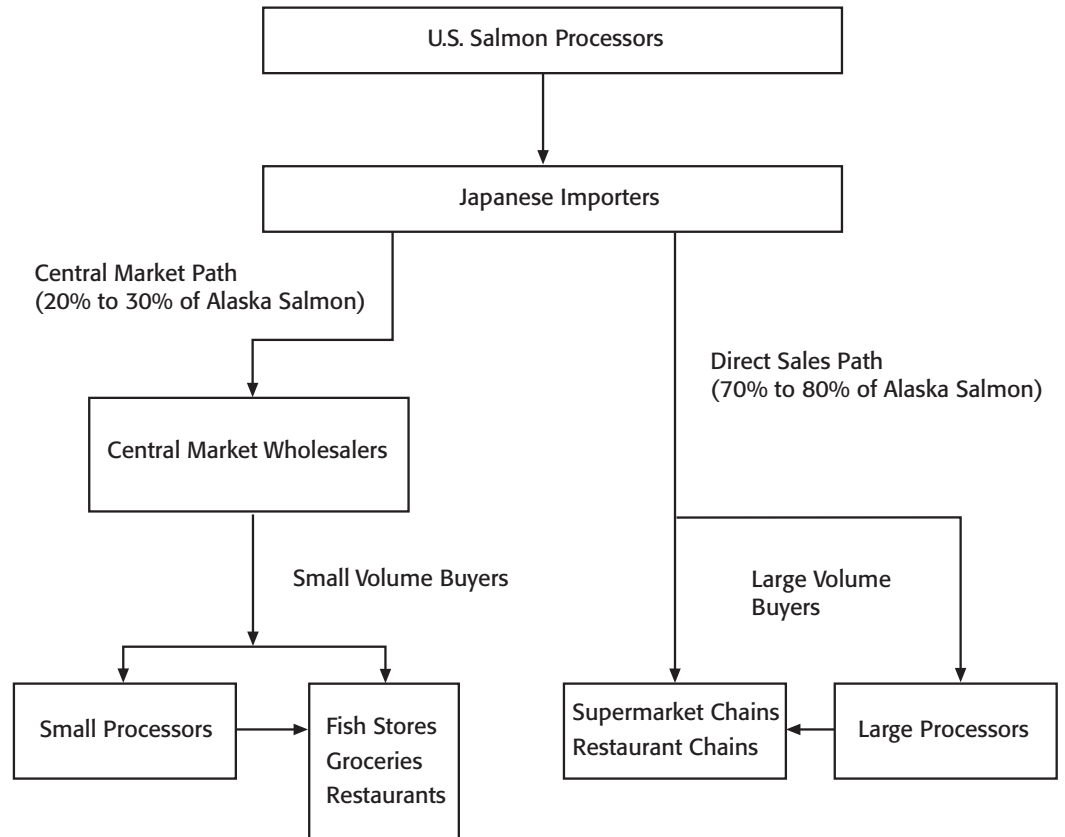 U.S. Salmon Processors
Japanese Importers
Central Market Path
(20% to 30% of Alaska Salmon)
Direct Sales Path
(70% to 80% of Alaska Salmon)
Central Market Wholesalers
Small Volume Buyers
Large Volume
Buyers
Small Processors
Fish Stores
Groceries
Restaurants
Supermarket Chains
Restaurant Chains
Large Processors